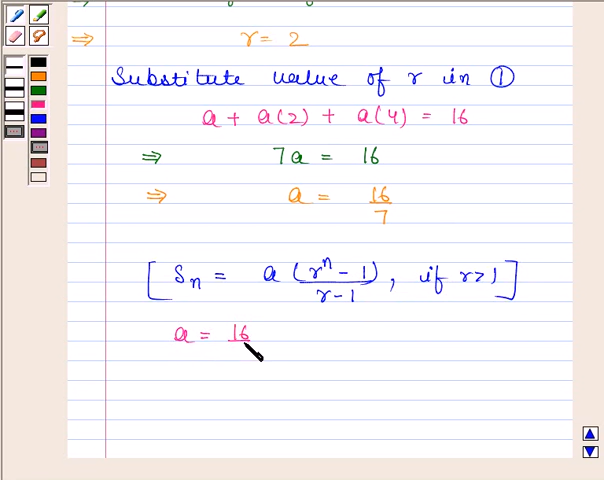 ⇒ r = 2
Substitute value of r in ①
a + a(2) + a(4) = 16
⇒ 7a = 16
⇒ a = 16/7
[ Sn = a (r^n - 1)/(r - 1), if r>1 ]
a = 16